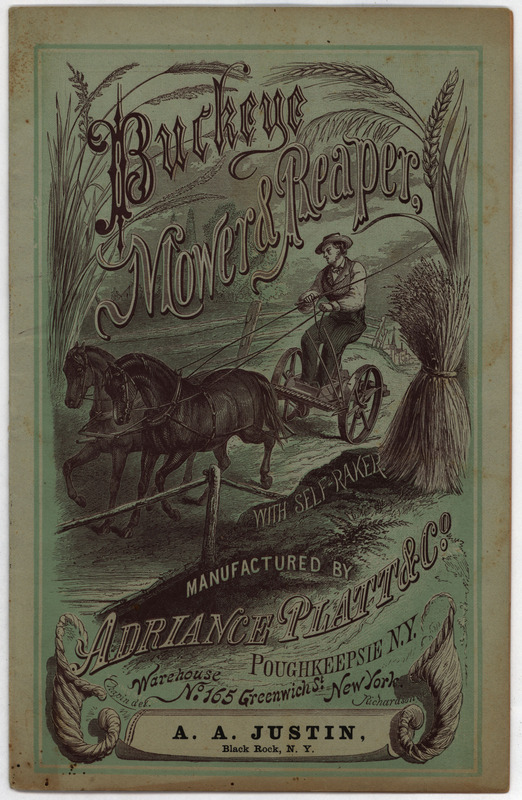 Buckeye
Mower & Reaper,
WITH SELF-RAKER
MANUFACTURED BY
ADRIANCE PLATT & Cº
POUGHKEEPSIE N.Y.
Warehouse
Nº 165 Greenwich St. New York.
Richardson
A. A. JUSTIN,
Black Rock, N. Y.